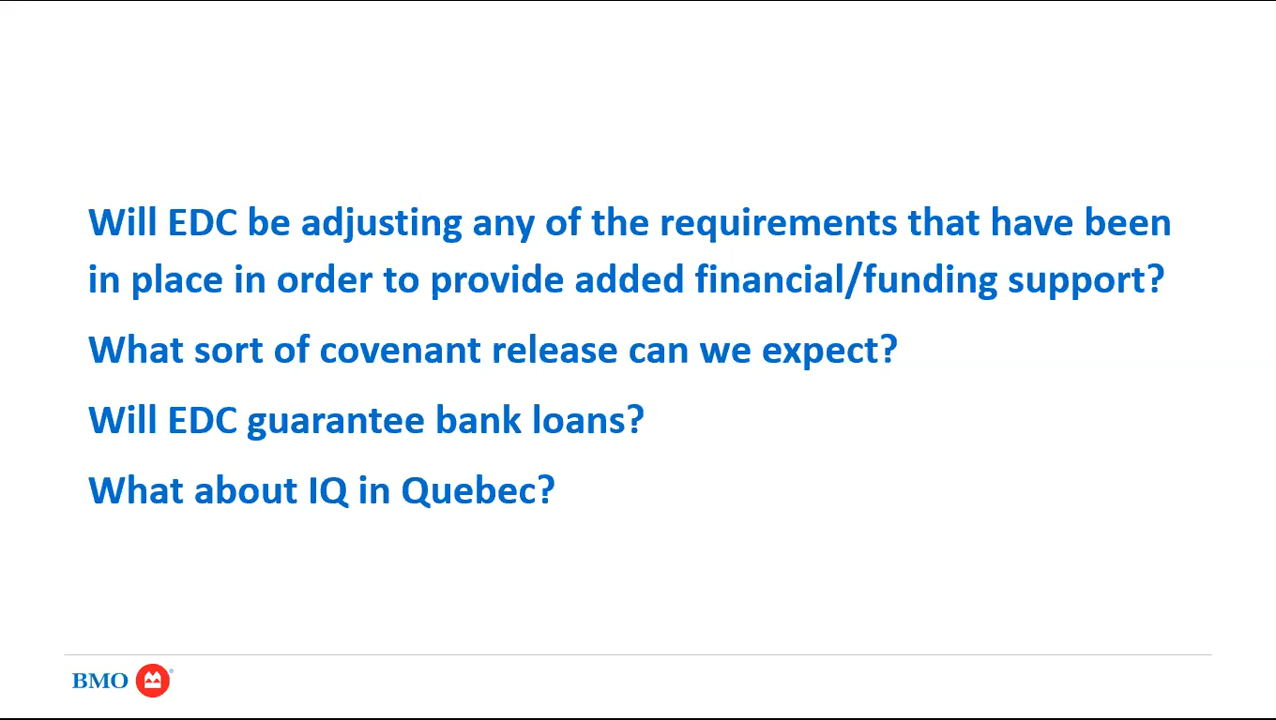 Will EDC be adjusting any of the requirements that have been
in place in order to provide added financial/funding support?
What sort of covenant release can we expect?
Will EDC guarantee bank loans?
What about IQ in Quebec?
BMO ®